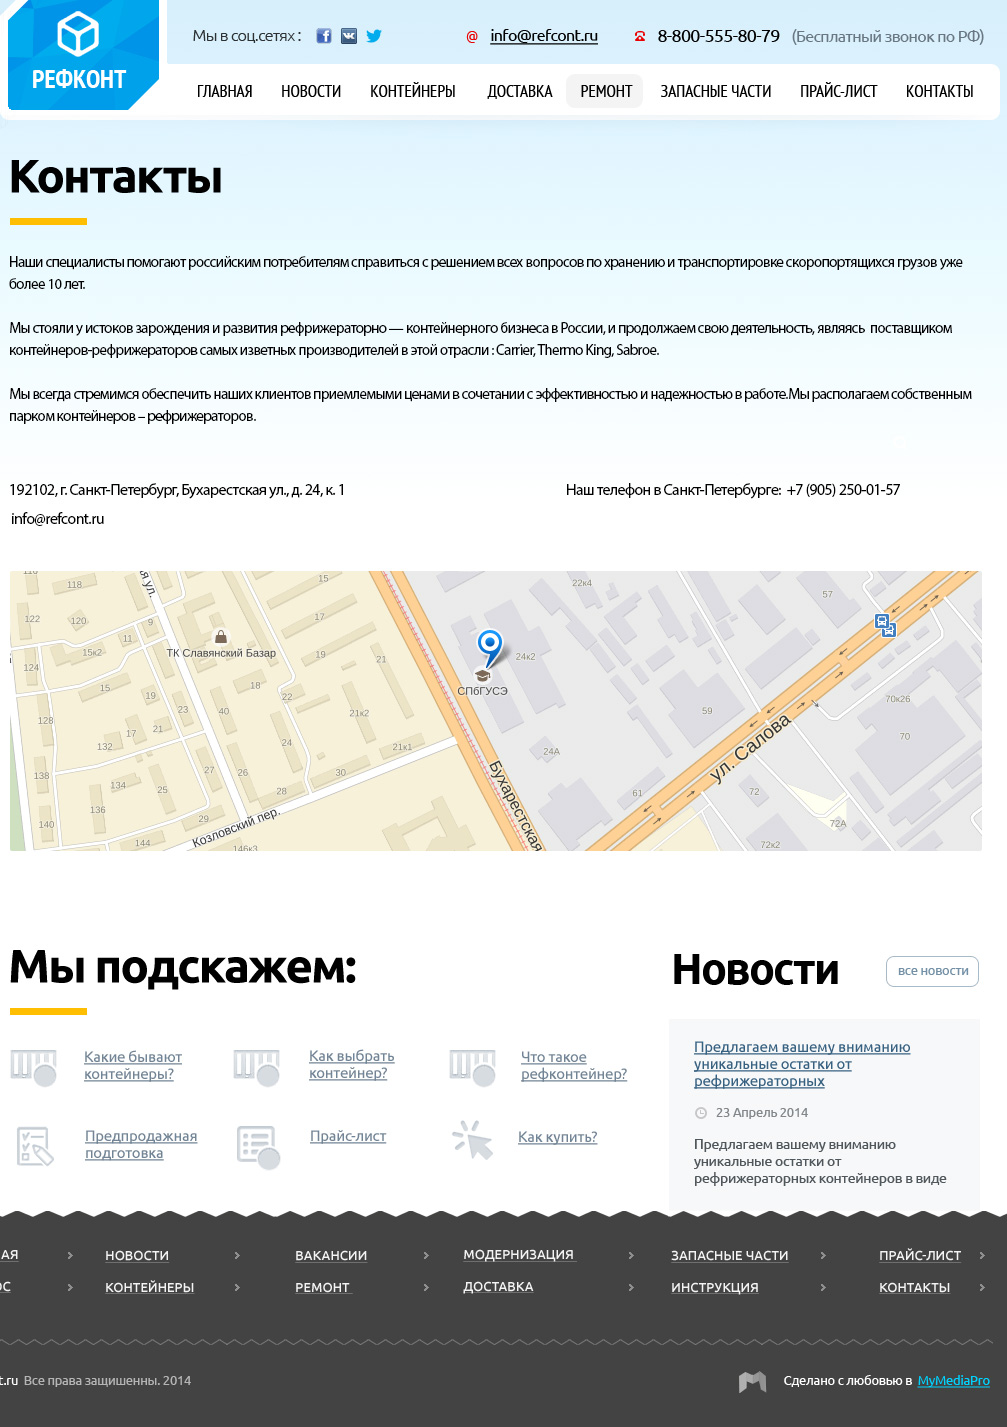 РЕФКОНТ
Мы в соц.сетях :
@ info@refcont.ru
8-800-555-80-79 (Бесплатный звонок по РФ)
ГЛАВНАЯ НОВОСТИ КОНТЕЙНЕРЫ ДОСТАВКА РЕМОНТ ЗАПАСНЫЕ ЧАСТИ ПРАЙС-ЛИСТ КОНТАКТЫ
Контакты
Наши специалисты помогают российским потребителям справиться с решением всех вопросов по хранению и транспортировке скоропортящихся грузов уже
более 10 лет.
Мы стояли у истоков зарождения и развития рефрижераторно — контейнерного бизнеса в России, и продолжаем свою деятельность, являясь поставщиком
контейнеров-рефрижераторов самых изветных производителей в этой отрасли : Carrier, Thermo King, Sabroe.
Мы всегда стремимся обеспечить наших клиентов приемлемыми ценами в сочетании с эффективностью и надежностью в работе.Мы располагаем собственным
парком контейнеров – рефрижераторов.
192102, г. Санкт-Петербург, Бухарестская ул., д. 24, к. 1
Наш телефон в Санкт-Петербурге: +7 (905) 250-01-57
info@refcont.ru
118
15
22к4
57
122
120
9
17
11
15к2
ТК Славянский Базар
19
21
24к2
124
15
19
18
22
СПбГУСЭ
70к26
23
40
21к2
59
128
17
21
24
70
132
21к1
24А
ул. Салова
138
27
26
30
134
25
61
72
136
Бухарестская
140
29
72А
144
Козловский пер.
146к3
72к2
Мы подскажем:
Какие бывают
контейнеры?
Как выбрать
контейнер?
Что такое
рефконтейнер?
Предпродажная
подготовка
Прайс-лист
Как купить?
Новости
все новости
Предлагаем вашему вниманию
уникальные остатки от
рефрижераторных
23 Апрель 2014
Предлагаем вашему вниманию
уникальные остатки от
рефрижераторных контейнеров в виде
АЯ НОВОСТИ ВАКАНСИИ МОДЕРНИЗАЦИЯ ЗАПАСНЫЕ ЧАСТИ ПРАЙС-ЛИСТ
ОС КОНТЕЙНЕРЫ РЕМОНТ ДОСТАВКА ИНСТРУКЦИЯ КОНТАКТЫ
t.ru Все права защишенны. 2014
Сделано с любовью в MyMediaPro